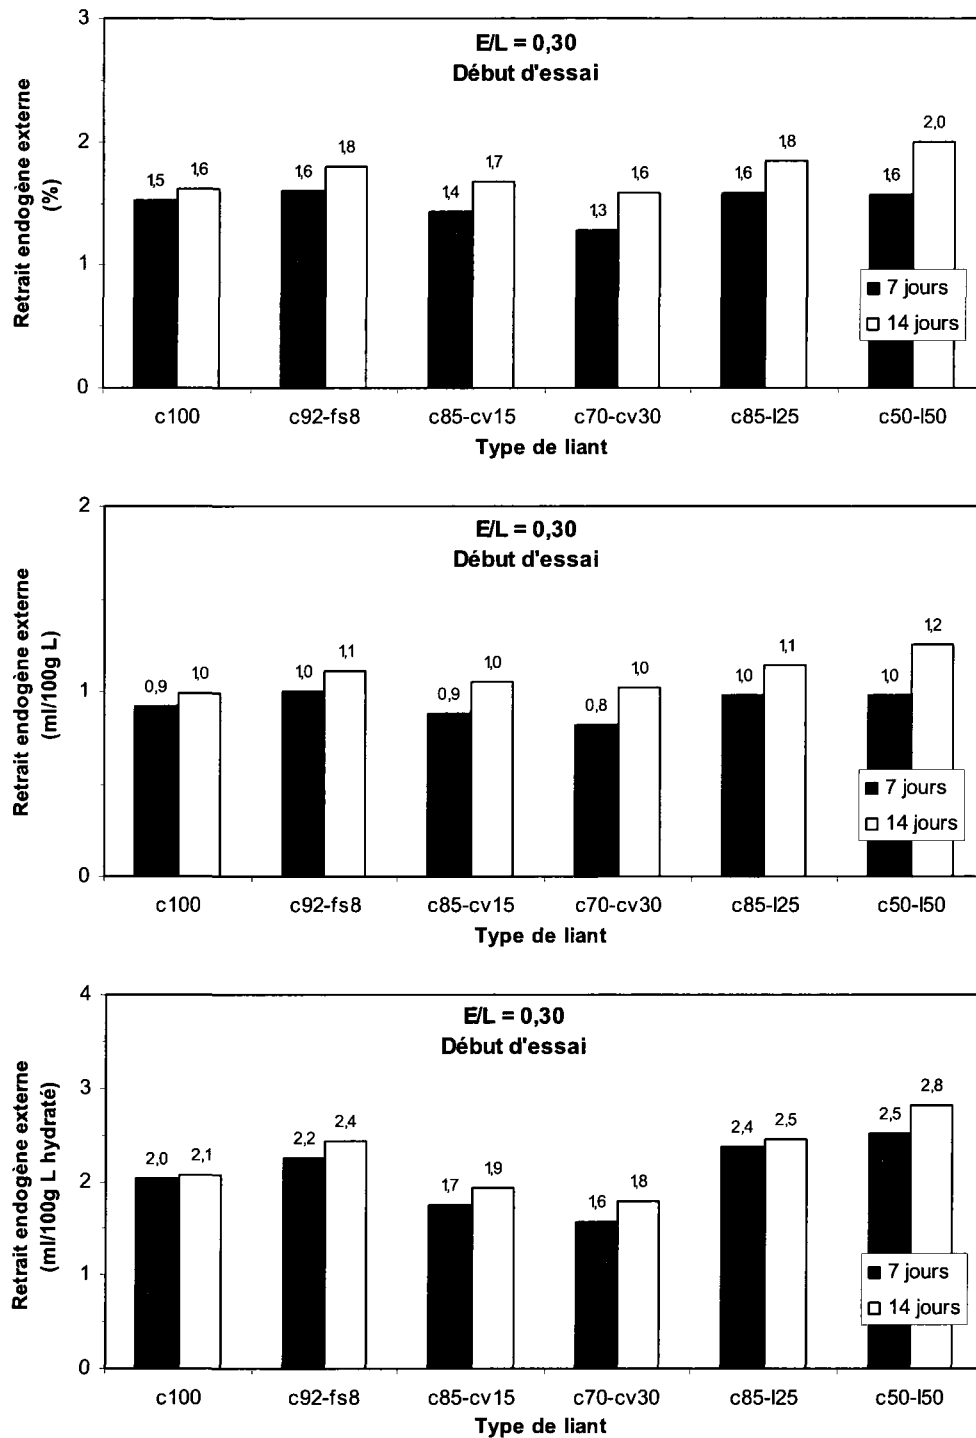 E/L = 0,30
Début d'essai
Retrait endogène externe
(%)
3
2
1
0
1,5
1,6
1,6
1,8
1,4
1,7
1,3
1,6
1,6
1,8
1,6
2,0
7 jours
14 jours
c100
c92-fs8
c85-cv15
c70-cv30
c85-l25
c50-l50
Type de liant
E/L = 0,30
Début d'essai
Retrait endogène externe
(ml/100g L)
2
1
0
0,9
1,0
1,0
1,1
0,9
1,0
0,8
1,0
1,0
1,1
1,0
1,2
7 jours
14 jours
c100
c92-fs8
c85-cv15
c70-cv30
c85-l25
c50-l50
Type de liant
E/L = 0,30
Début d'essai
Retrait endogène externe
(ml/100g L hydraté)
4
3
2
1
0
2,0
2,1
2,2
2,4
1,7
1,9
1,6
1,8
2,4
2,5
2,5
2,8
7 jours
14 jours
c100
c92-fs8
c85-cv15
c70-cv30
c85-l25
c50-l50
Type de liant